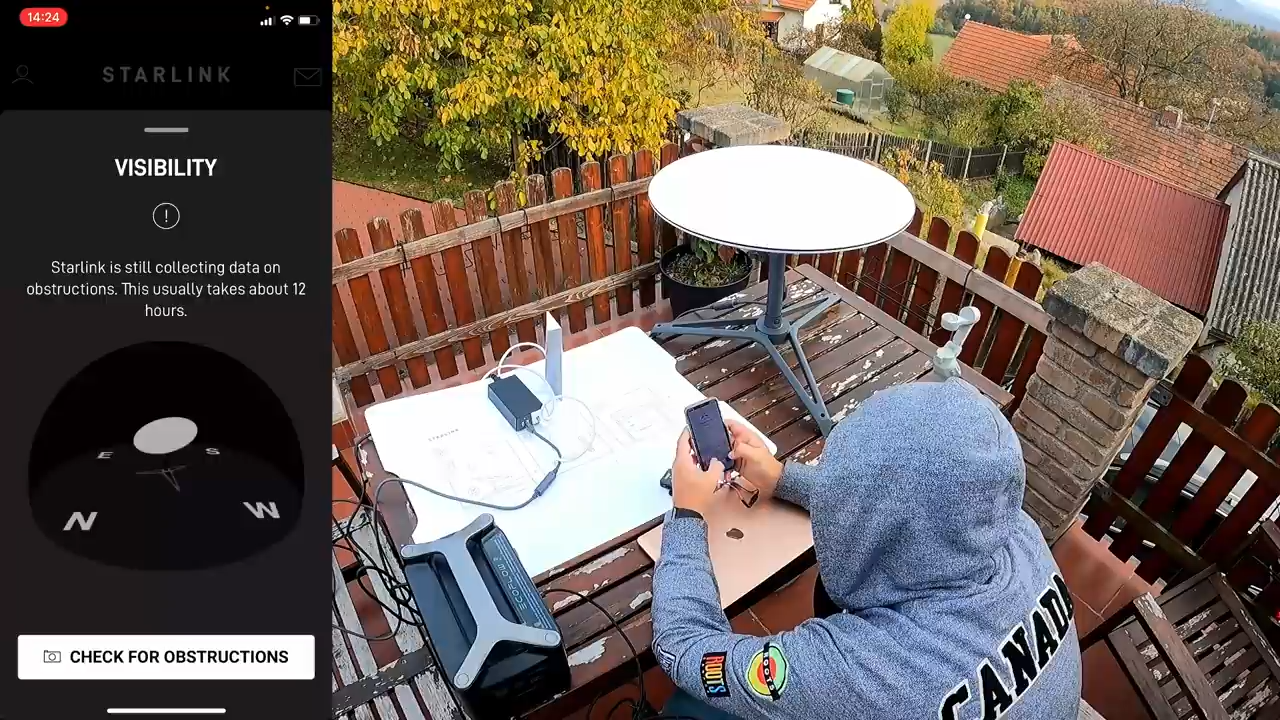 14:24
STARLINK
VISIBILITY
!
Starlink is still collecting data on
obstructions. This usually takes about 12
hours.
E
S
N
W
CHECK FOR OBSTRUCTIONS
STARLINK
ECOFLOW
ROOTS
ROOTS
CANADA